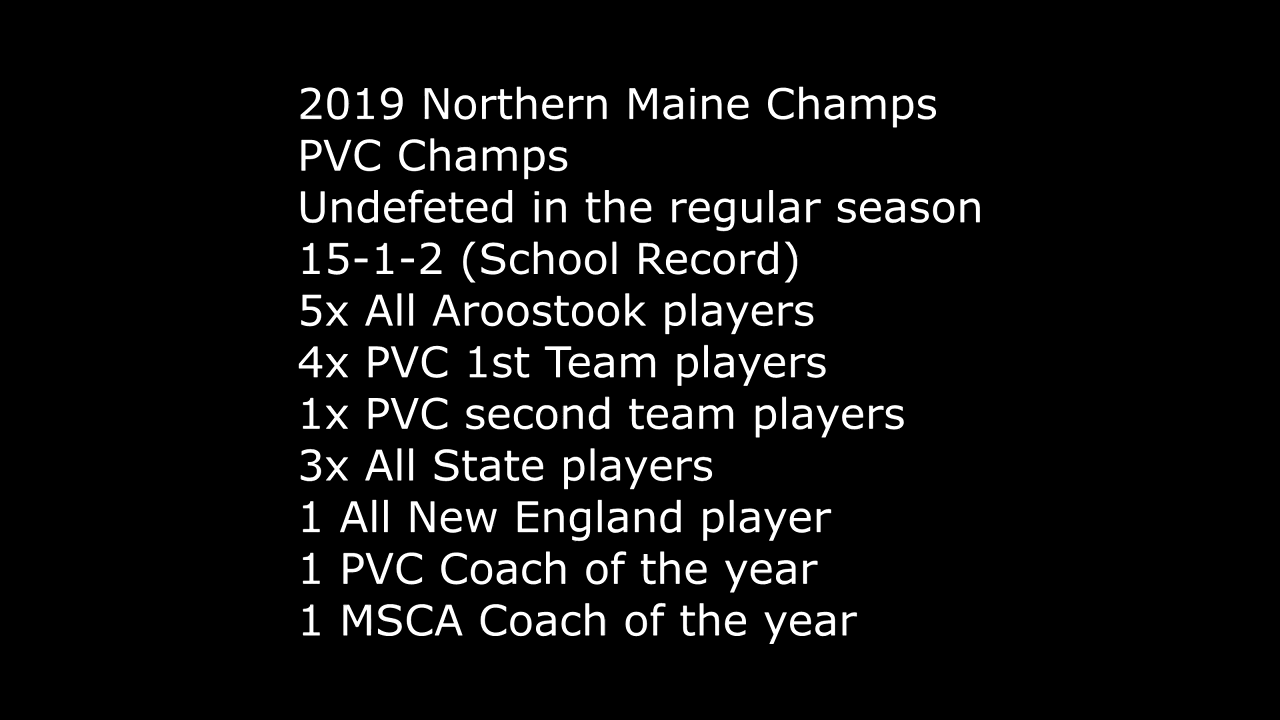 2019 Northern Maine Champs
PVC Champs
Undefeted in the regular season
15-1-2 (School Record)
5x All Aroostook players
4x PVC 1st Team players
1x PVC second team players
3x All State players
1 All New England player
1 PVC Coach of the year
1 MSCA Coach of the year